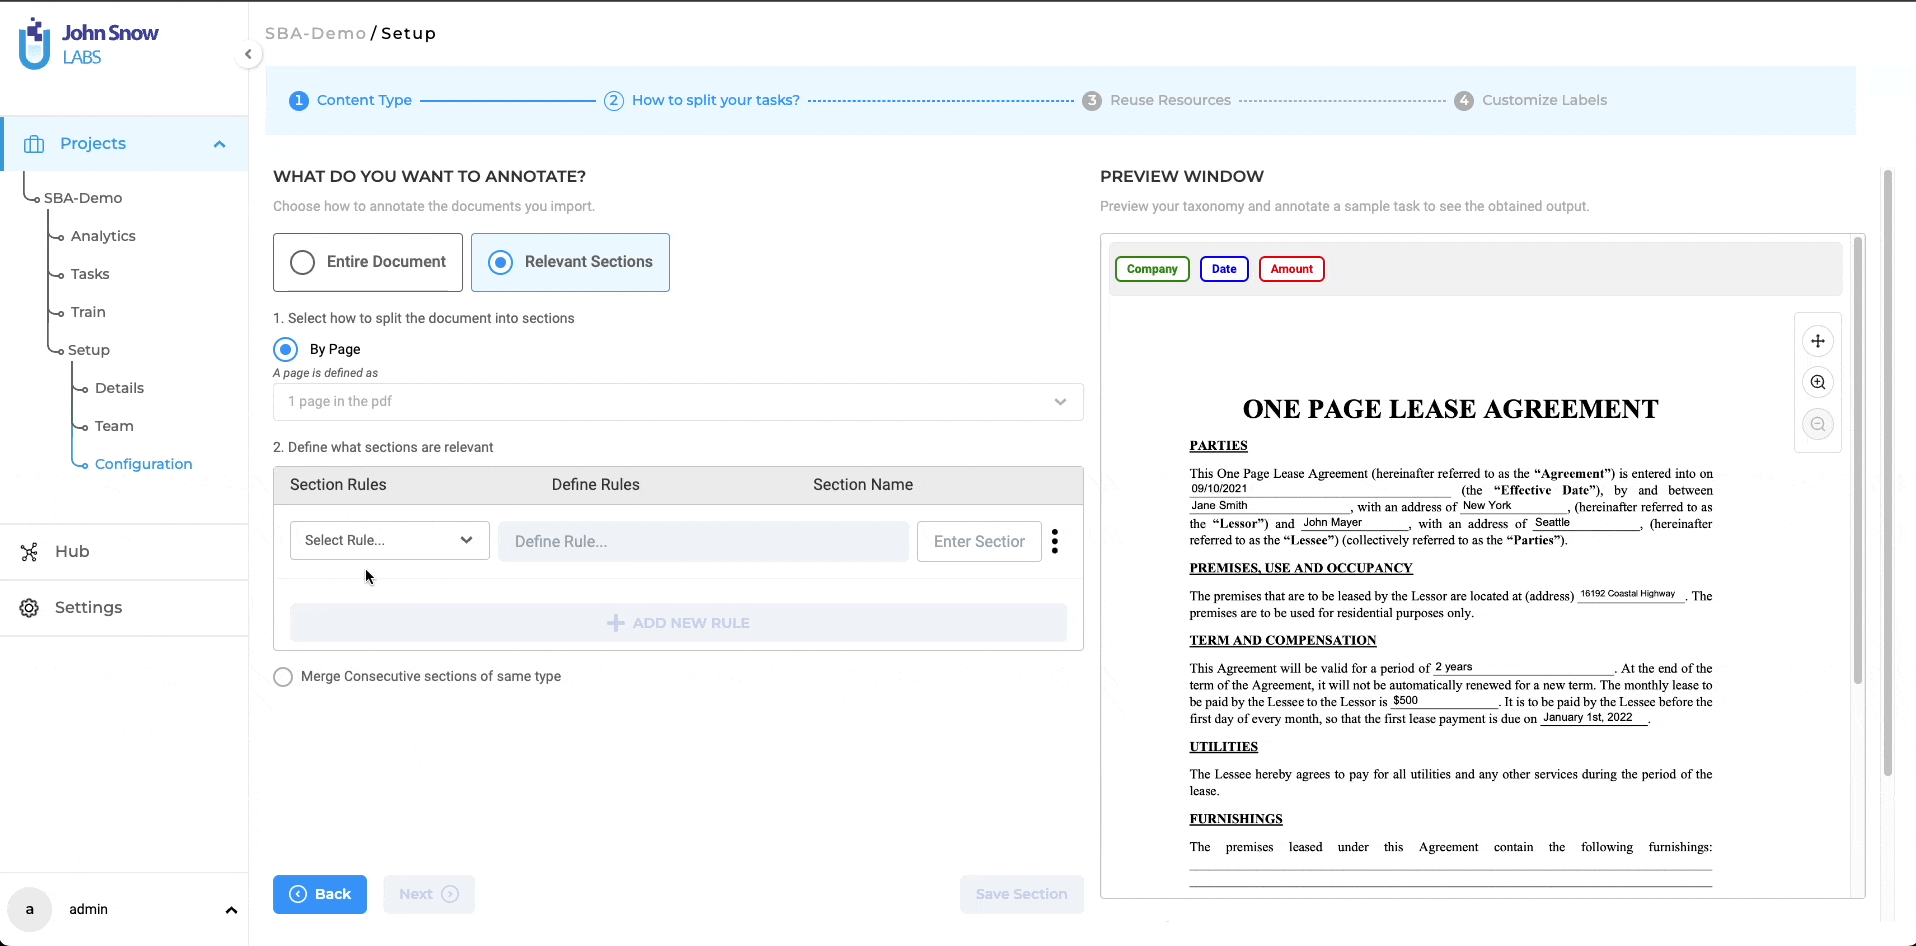 John Snow
LABS
SBA-Demo / Setup
1 Content Type
2 How to split your tasks?
3 Reuse Resources
4 Customize Labels
Projects
SBA-Demo
Analytics
Tasks
Train
Setup
Details
Team
Configuration
Hub
Settings
a admin
WHAT DO YOU WANT TO ANNOTATE?
Choose how to annotate the documents you import.
Entire Document
Relevant Sections
1. Select how to split the document into sections
By Page
A page is defined as
1 page in the pdf
2. Define what sections are relevant
Section Rules Define Rules Section Name
Select Rule... Define Rule... Enter Section
ADD NEW RULE
Merge Consecutive sections of same type
Back Next Save Section
PREVIEW WINDOW
Preview your taxonomy and annotate a sample task to see the obtained output.
Company Date Amount
ONE PAGE LEASE AGREEMENT
PARTIES
This One Page Lease Agreement (hereinafter referred to as the “Agreement”) is entered into on
09/10/2021 (the “Effective Date”), by and between
Jane Smith, with an address of New York, (hereinafter referred to as
the “Lessor”) and John Mayer, with an address of Seattle, (hereinafter
referred to as the “Lessee”) (collectively referred to as the “Parties”).
PREMISES, USE AND OCCUPANCY
The premises that are to be leased by the Lessor are located at (address) 16192 Coastal Highway. The
premises are to be used for residential purposes only.
TERM AND COMPENSATION
This Agreement will be valid for a period of 2 years. At the end of the
term of the Agreement, it will not be automatically renewed for a new term. The monthly lease to
be paid by the Lessee to the Lessor is $500. It is to be paid by the Lessee before the
first day of every month, so that the first lease payment is due on January 1st, 2022.
UTILITIES
The Lessee hereby agrees to pay for all utilities and any other services during the period of the
lease.
FURNISHINGS
The premises leased under this Agreement contain the following furnishings: